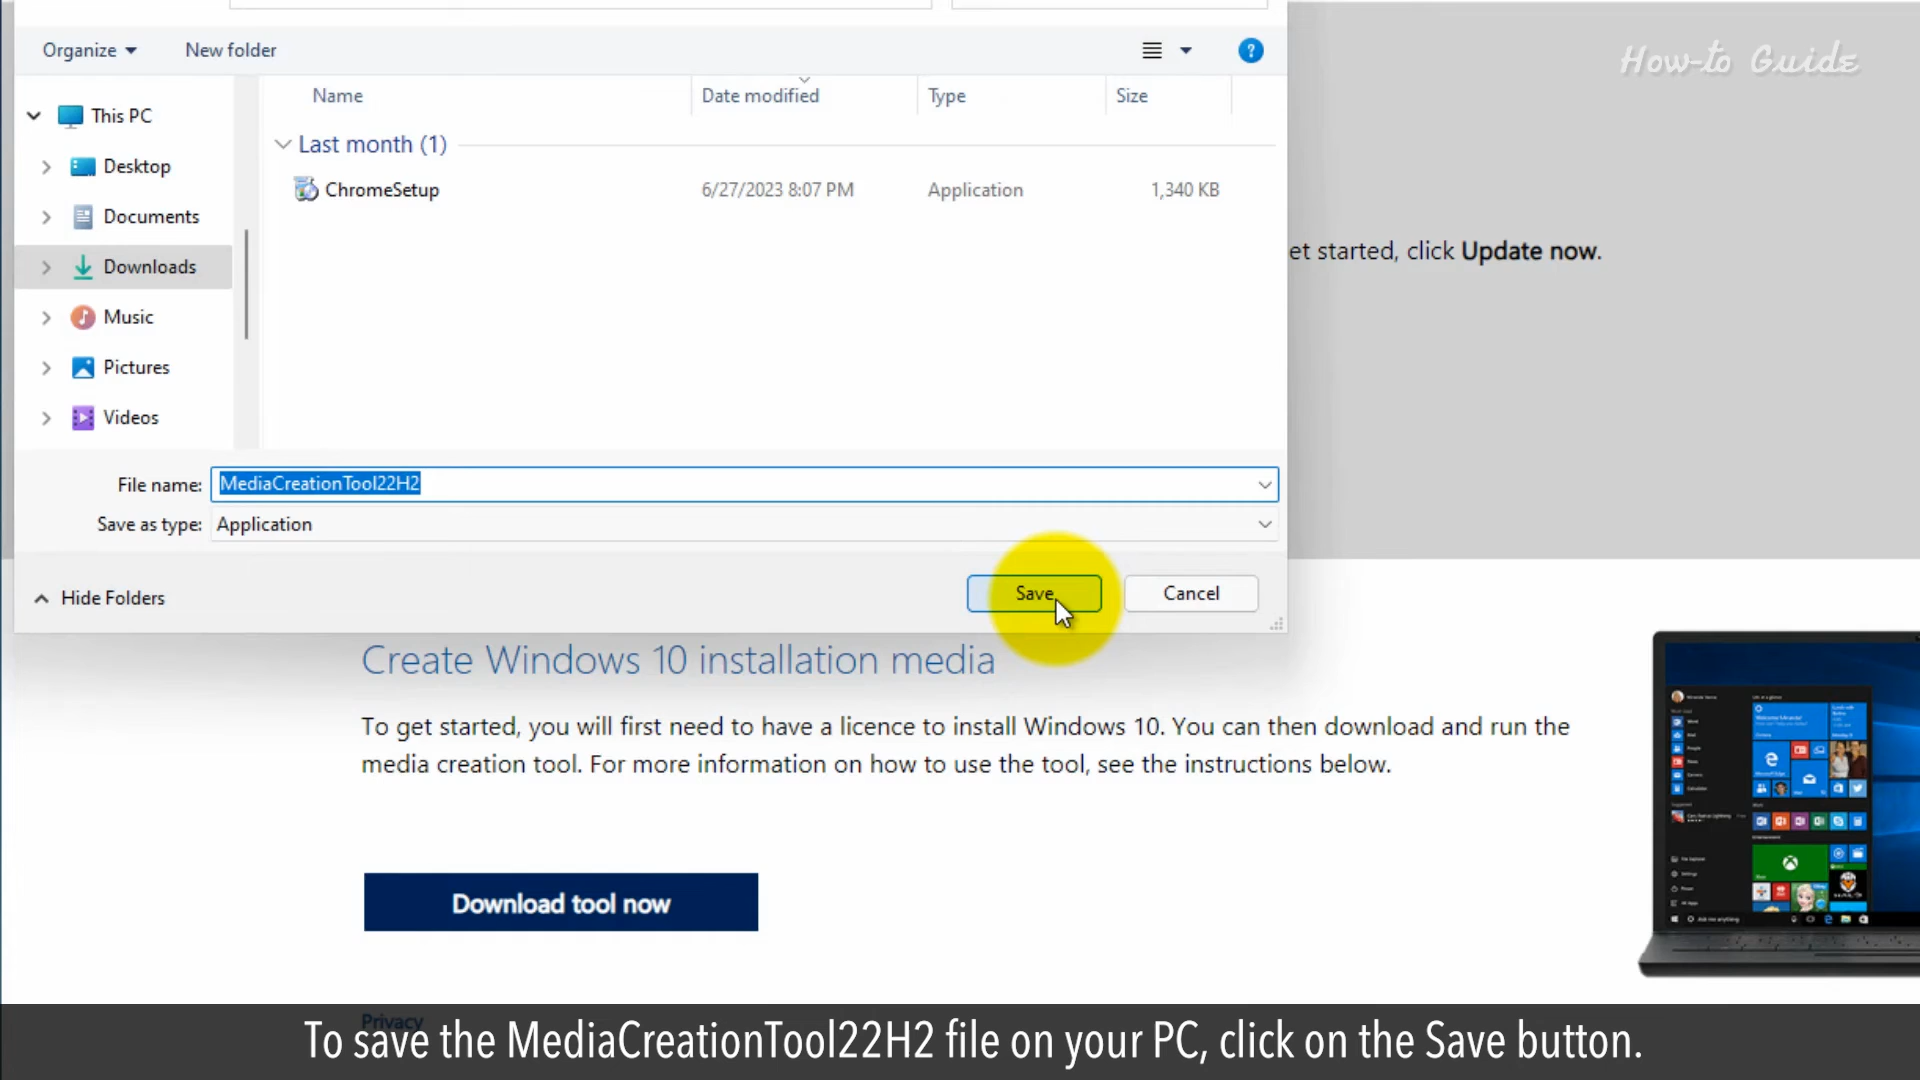 Organize
New folder
How-to Guide
Name
Date modified
Type
Size
This PC
Last month (1)
Desktop
ChromeSetup
6/27/2023 8:07 PM
Application
1,340 KB
Documents
et started, click Update now.
Downloads
Music
Pictures
Videos
File name:
MediaCreationTool22H2
Save as type:
Application
Hide Folders
Save
Cancel
Create Windows 10 installation media
To get started, you will first need to have a licence to install Windows 10. You can then download and run the
media creation tool. For more information on how to use the tool, see the instructions below.
Download tool now
Privacy
To save the MediaCreationTool22H2 file on your PC, click on the Save button.